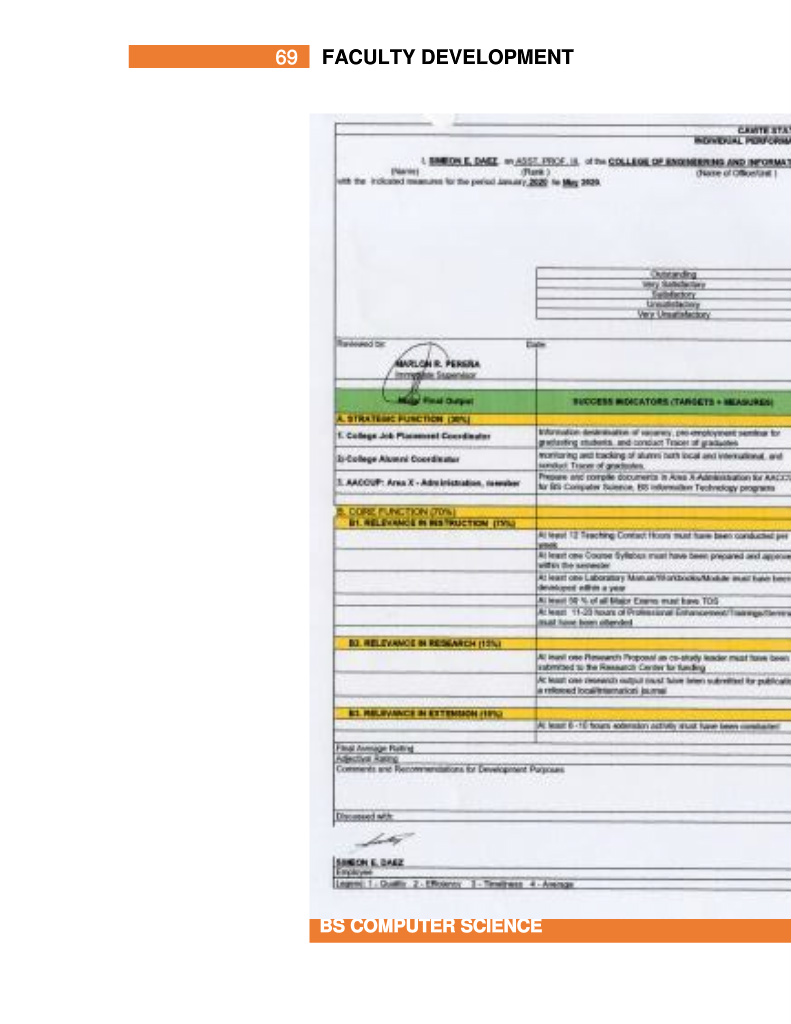 69 FACULTY DEVELOPMENT
CAVITE STAT
INDIVIDUAL PERFORMA
I, SIMEON E. DAEZ, an ASST. PROF. III, of the COLLEGE OF ENGINEERING AND INFORMAT
(Name) (Rank ) (Name of Office/Unit )
with the indicated measures for the period January, 2020 to May 2020.
Outstanding
Very Satisfactory
Satisfactory
Unsatisfactory
Very Unsatisfactory
Reviewed by: Date:
MARLON R. PEREÑA
Immediate Supervisor
Major Final Output SUCCESS INDICATORS (TARGETS + MEASURES)
A. STRATEGIC FUNCTION (30%)
1. College Job Placement Coordinator
Information dissimination of vacancy, pre-employment seminar for
graduating students, and conduct Tracer of graduates
2)-College Alumni Coordinator
monitoring and tracking of alumni both local and international, and
conduct Tracer of graduates.
3. AACCUP: Area X - Administration, member
Prepare and compile documents in Area X-Administration for AACCU
for BS Computer Science, BS Information Technology programs
B. CORE FUNCTION (70%)
B1. RELEVANCE IN INSTRUCTION (75%)
At least 12 Teaching Contact Hours must have been conducted per
week
At least one Course Syllabus must have been prepared and approve
within the semester
At least one Laboratory Manual/Workbooks/Module must have been
developed within a year
At least 50 % of all Major Exams must have TOS
At least 11-20 hours of Professional Enhancement/Trainings/Semina
must have been attended
B2. RELEVANCE IN RESEARCH (15%)
At least one Research Proposal as co-study leader must have been
submitted to the Research Center for funding
At least one research output must have been submitted for publicatio
a refereed local/internation journal
B3. RELEVANCE IN EXTENSION (10%)
At least 6 -10 hours extension activity must have been conducted
Final Average Rating
Adjectival Rating
Comments and Recommendations for Development Purposes
Discussed with:
SIMEON E. DAEZ
Employee
Legend: 1 - Quality 2 - Efficiency 3 - Timeliness 4 - Average
BS COMPUTER SCIENCE